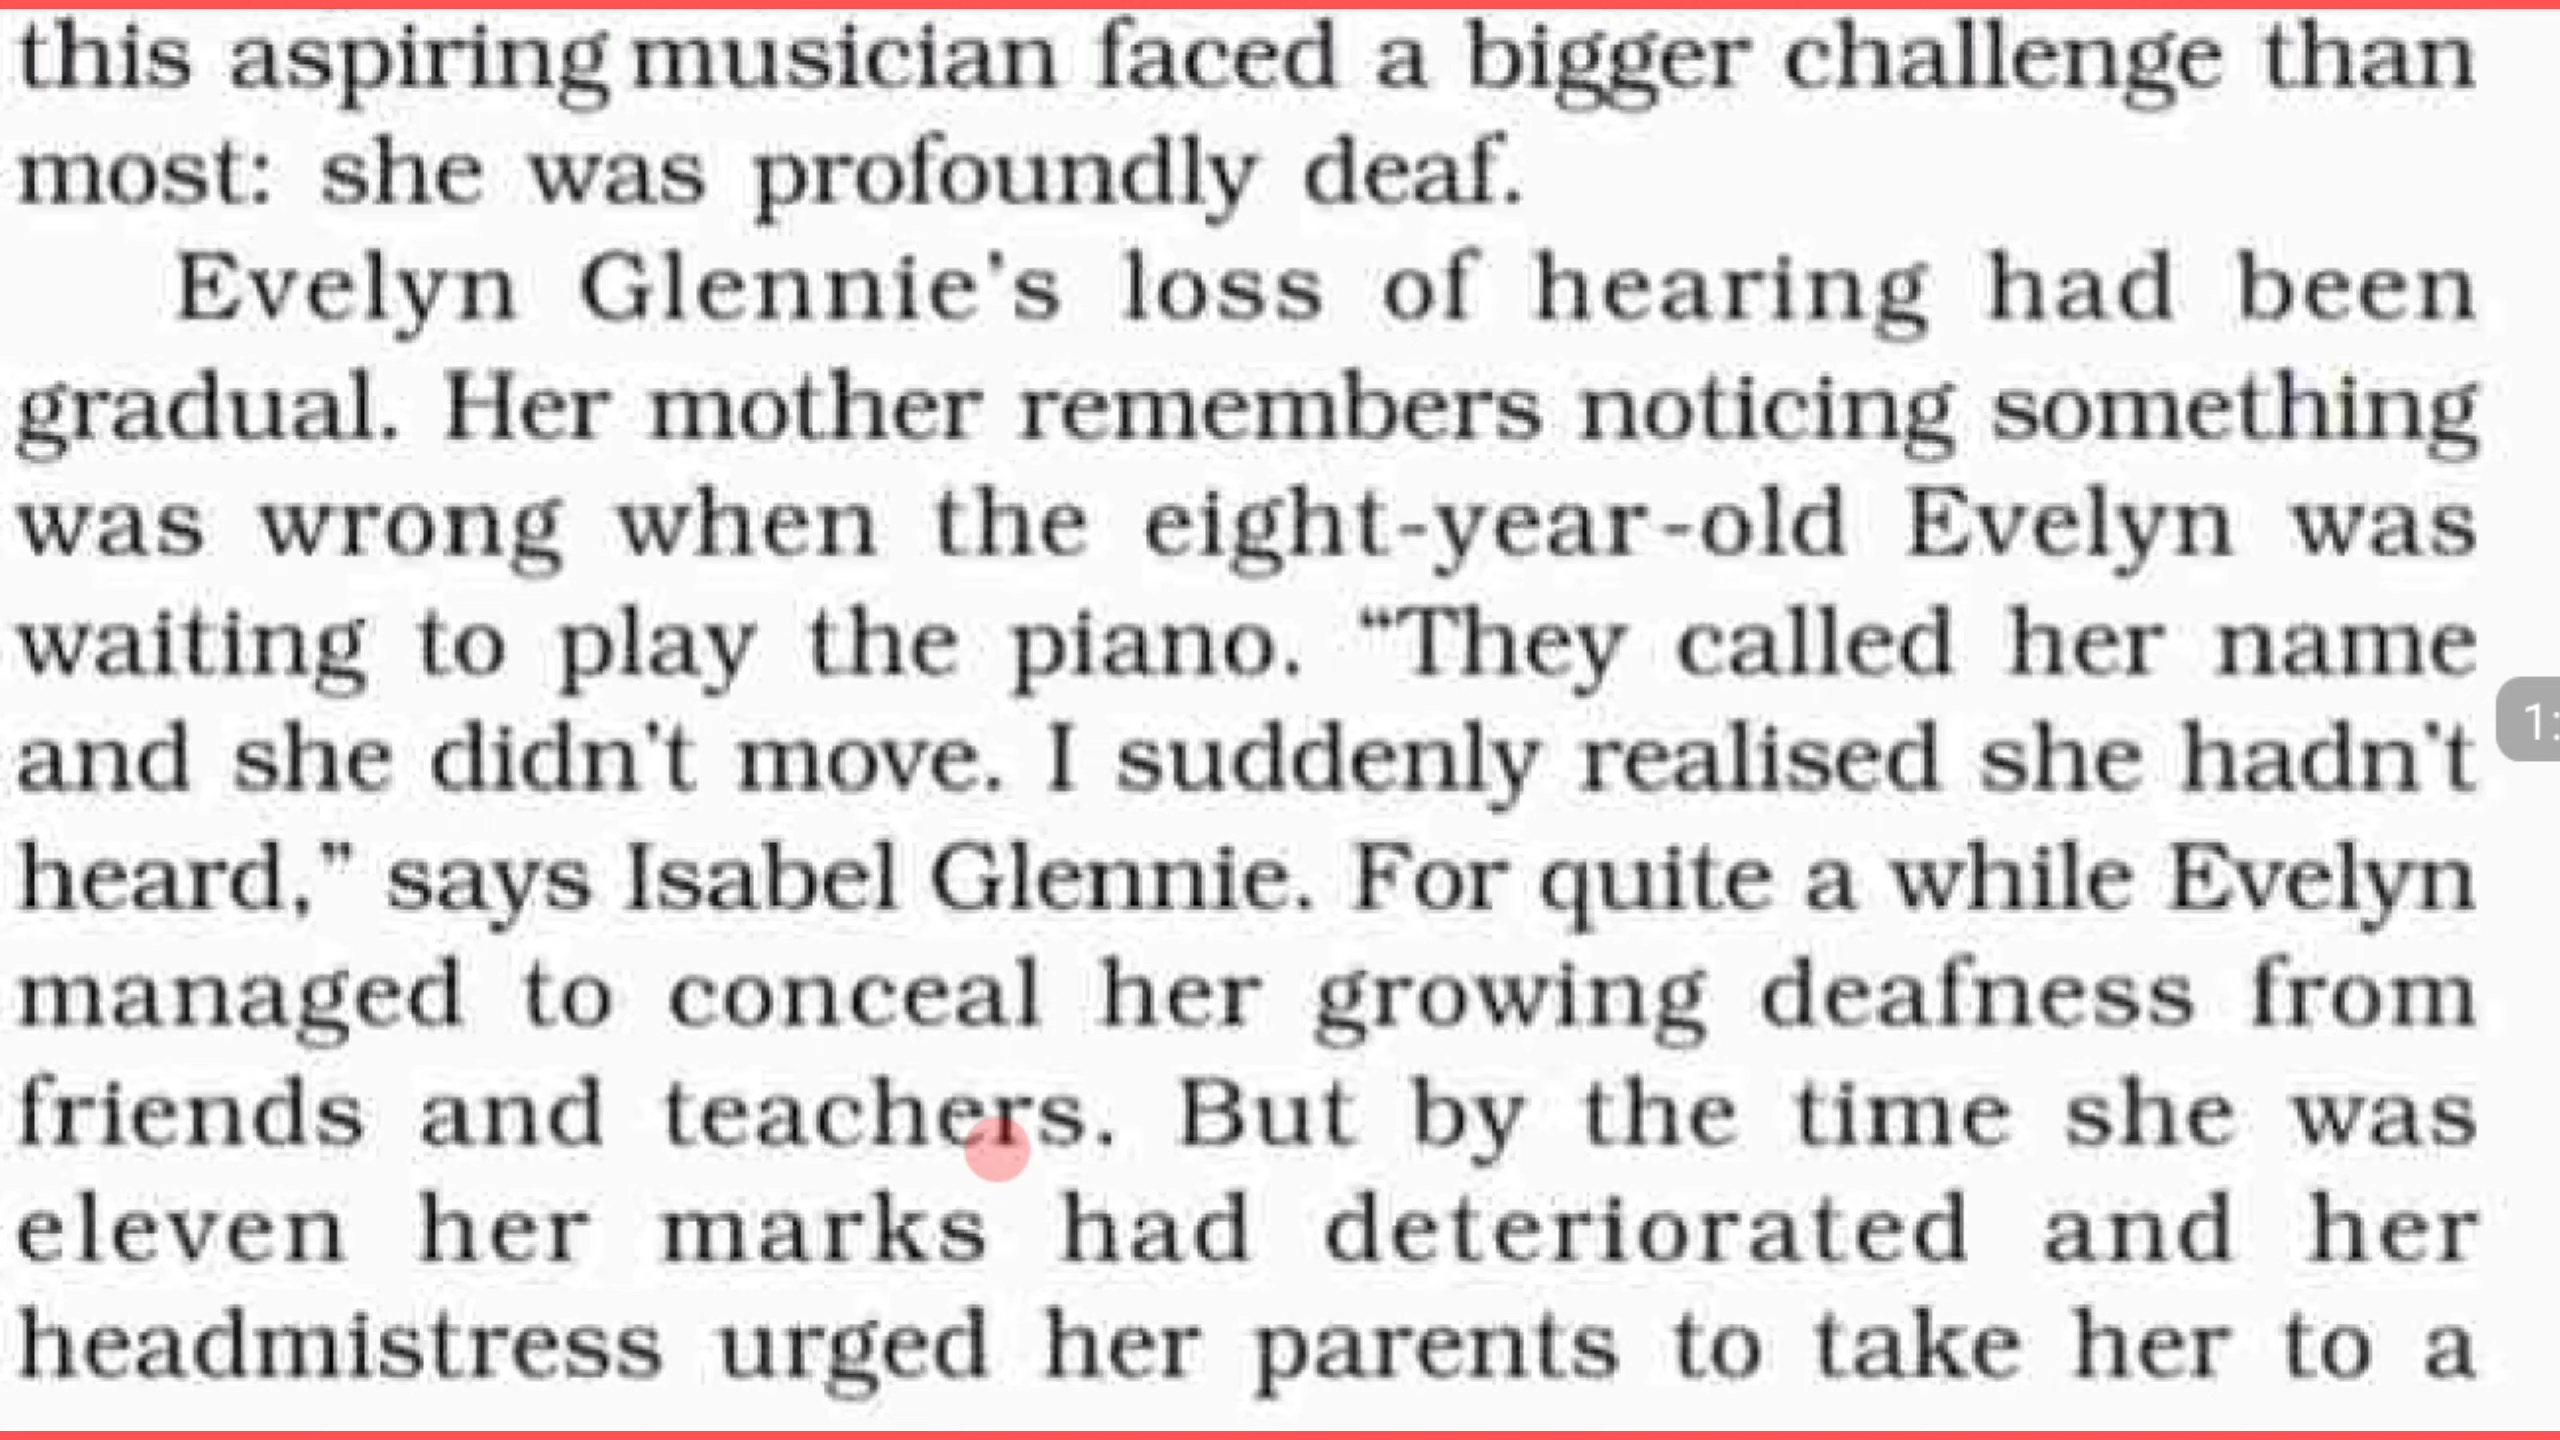 this aspiring musician faced a bigger challenge than
most: she was profoundly deaf.
Evelyn Glennie's loss of hearing had been
gradual. Her mother remembers noticing something
was wrong when the eight-year-old Evelyn was
waiting to play the piano. “They called her name
and she didn't move. I suddenly realised she hadn't
heard,” says Isabel Glennie. For quite a while Evelyn
managed to conceal her growing deafness from
friends and teachers. But by the time she was
eleven her marks had deteriorated and her
headmistress urged her parents to take her to a
1: